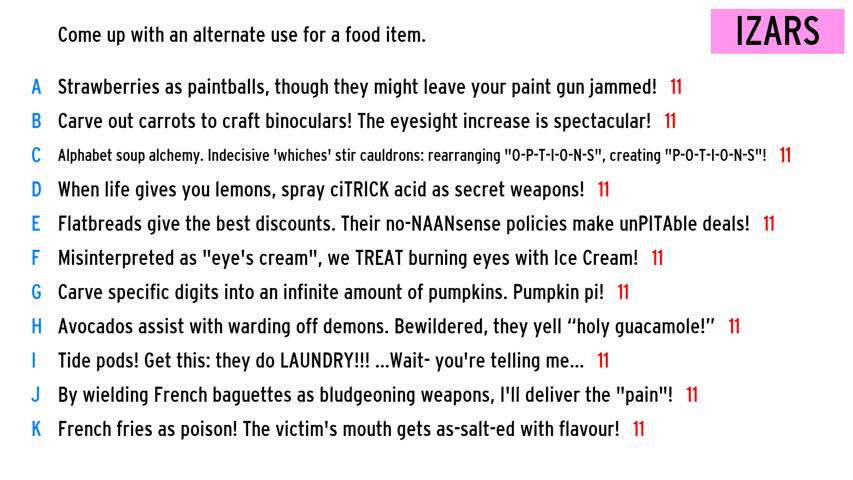 Come up with an alternate use for a food item.
IZARS
A Strawberries as paintballs, though they might leave your paint gun jammed! 11
B Carve out carrots to craft binoculars! The eyesight increase is spectacular! 11
C Alphabet soup alchemy. Indecisive 'whiches' stir cauldrons: rearranging "O-P-T-I-O-N-S", creating "P-O-T-I-O-N-S"! 11
D When life gives you lemons, spray ciTRICK acid as secret weapons! 11
E Flatbreads give the best discounts. Their no-NAANsense policies make unPITAble deals! 11
F Misinterpreted as "eye's cream", we TREAT burning eyes with Ice Cream! 11
G Carve specific digits into an infinite amount of pumpkins. Pumpkin pi! 11
H Avocados assist with warding off demons. Bewildered, they yell “holy guacamole!” 11
I Tide pods! Get this: they do LAUNDRY!!! ...Wait- you're telling me... 11
J By wielding French baguettes as bludgeoning weapons, I'll deliver the "pain"! 11
K French fries as poison! The victim's mouth gets as-salt-ed with flavour! 11